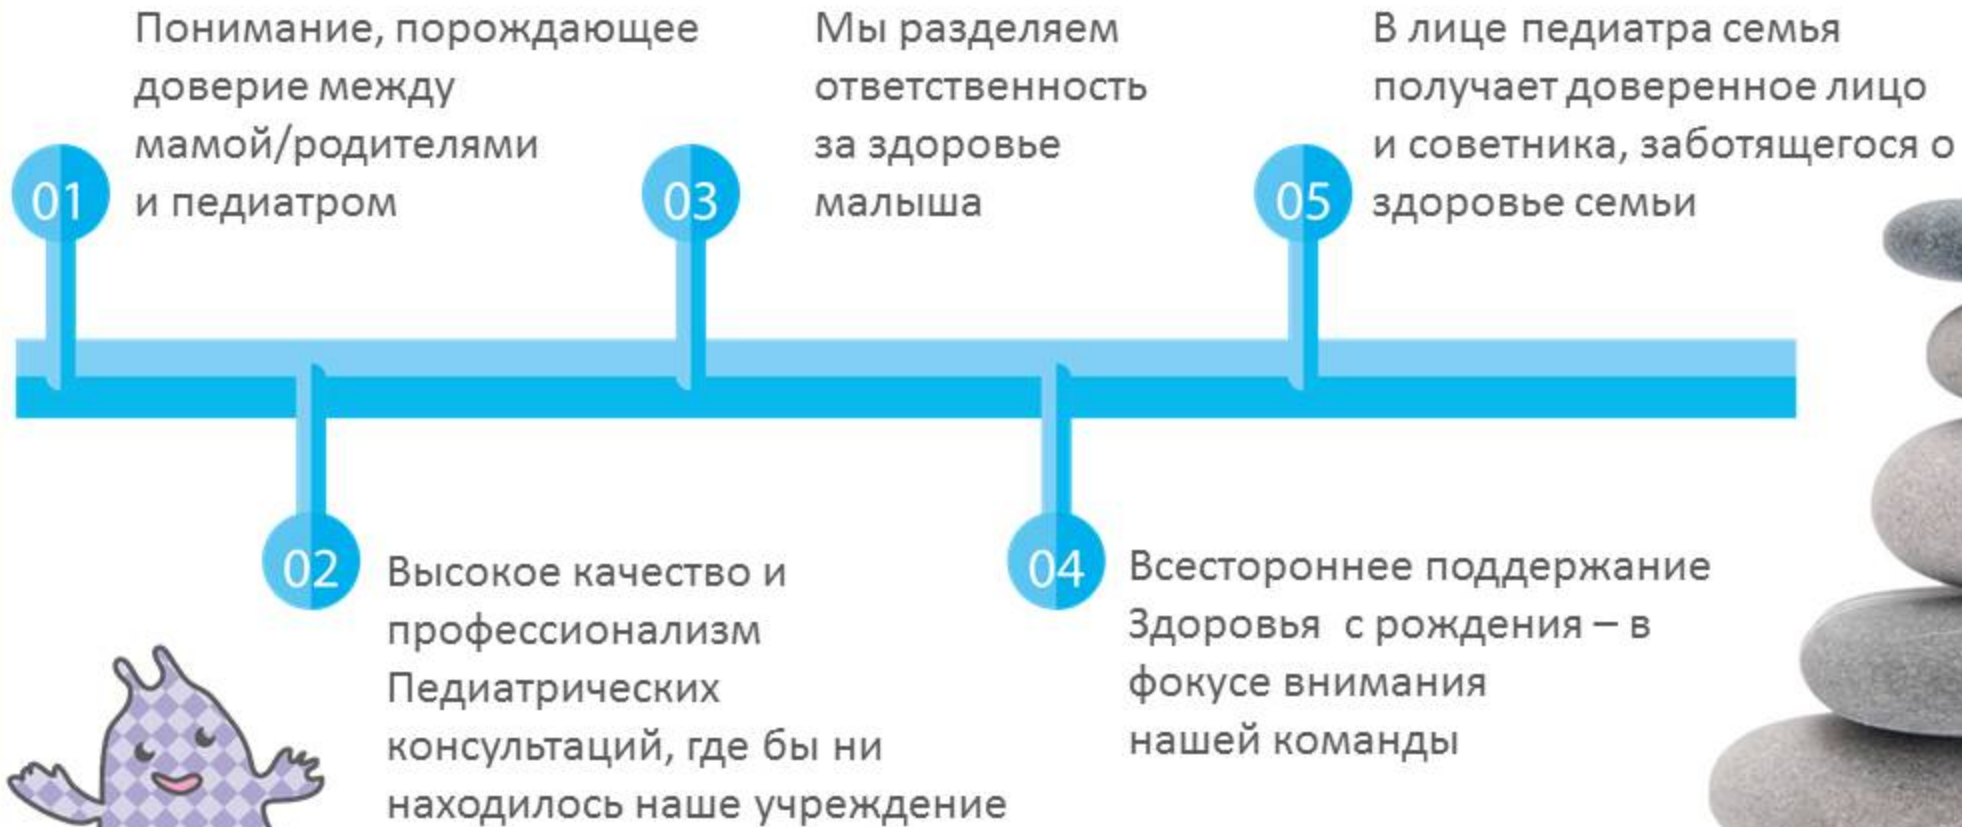 01
Понимание, порождающее
доверие между
мамой/родителями
и педиатром
02
Высокое качество и
профессионализм
Педиатрических
консультаций, где бы ни
находилось наше учреждение
03
Мы разделяем
ответственность
за здоровье
малыша
04
Всестороннее поддержание
Здоровья  с рождения – в
фокусе внимания
нашей команды
05
В лице педиатра семья
получает доверенное лицо
и советника, заботящегося о
здоровье семьи